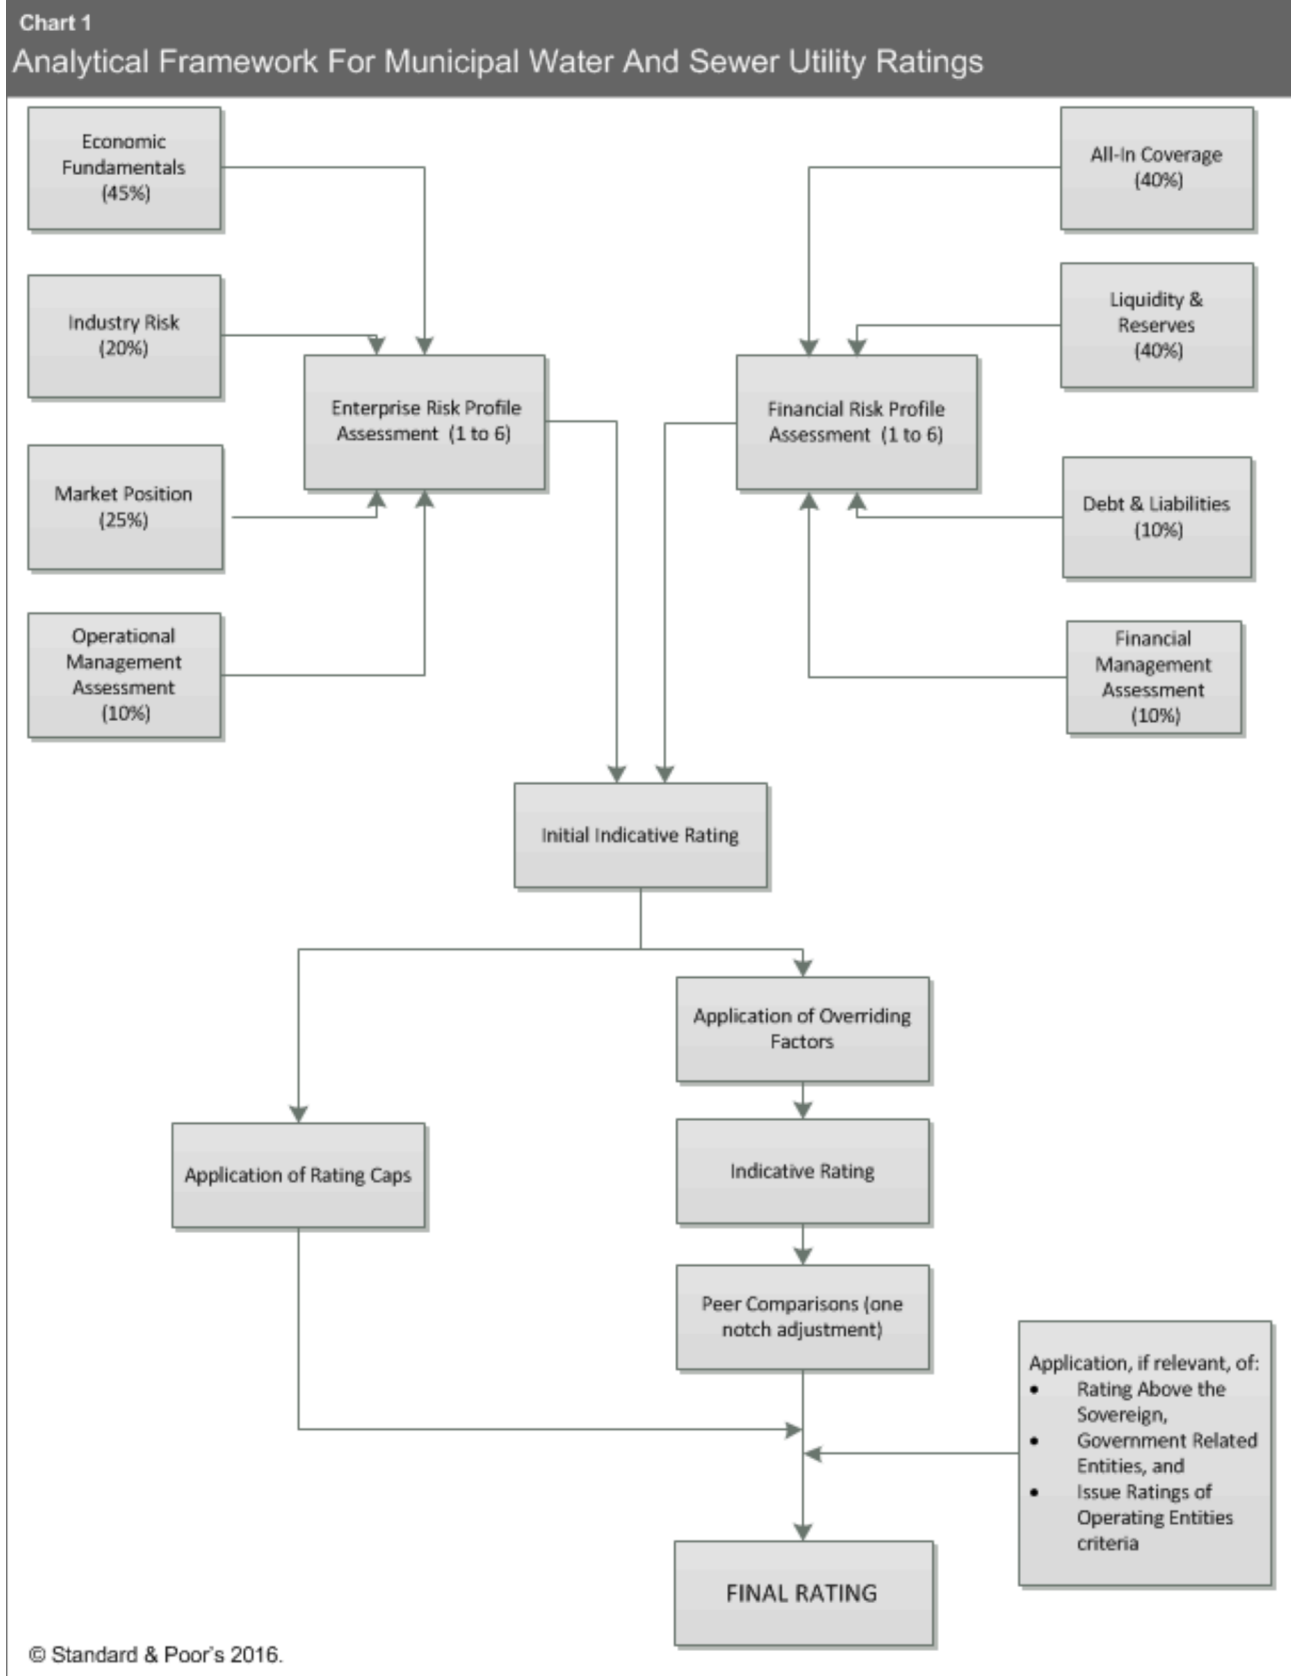 Chart 1
Analytical Framework For Municipal Water And Sewer Utility Ratings
Economic
Fundamentals
(45%)
Industry Risk
(20%)
Market Position
(25%)
Operational
Management
Assessment
(10%)
Enterprise Risk Profile
Assessment (1 to 6)
Financial Risk Profile
Assessment (1 to 6)
All-In Coverage
(40%)
Liquidity &
Reserves
(40%)
Debt & Liabilities
(10%)
Financial
Management
Assessment
(10%)
Initial Indicative Rating
Application of Overriding
Factors
Application of Rating Caps
Indicative Rating
Peer Comparisons (one
notch adjustment)
Application, if relevant, of:
• Rating Above the
Sovereign,
• Government Related
Entities, and
• Issue Ratings of
Operating Entities
criteria
FINAL RATING
© Standard & Poor's 2016.